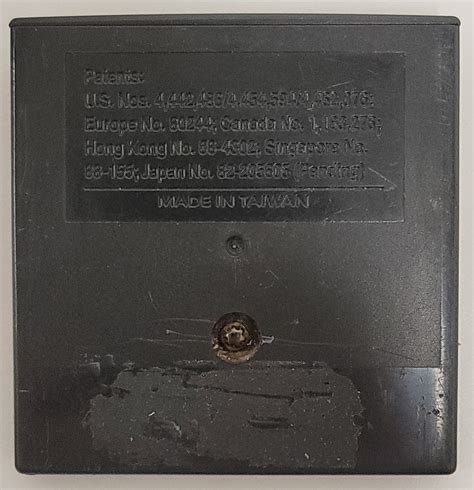 Patents:
U.S. Nos. 4,442,486/4,454,594/4,462,076;
Europe No. 80244; Canada No. 1,183,276;
Hong Kong No. 88-4302; Singapore No.
88-155; Japan No. 82-205605 (Pending)
MADE IN TAIWAN